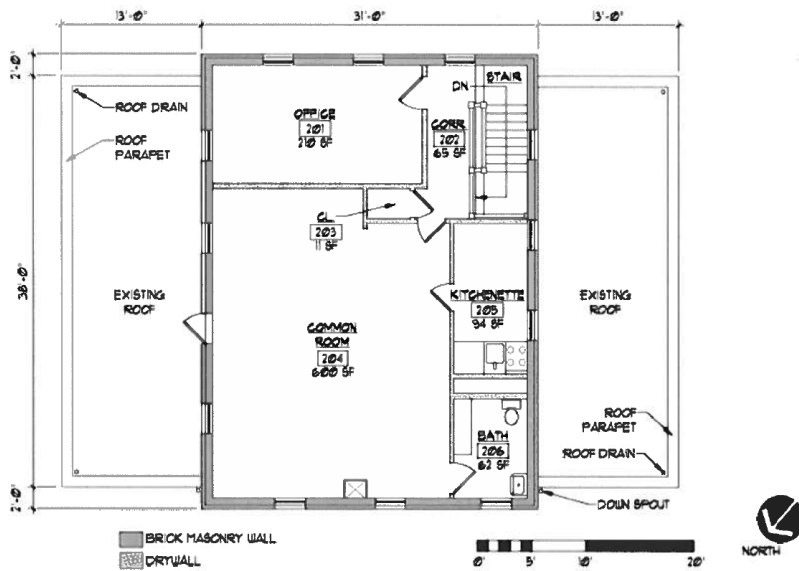 13'-0" 31'-0" 13'-0"
2'-0"
ROOF DRAIN
ROOF
PARAPET
OFFICE
201
210 SF
DN.
STAIR
CORR.
202
65 SF
CL.
203
11 SF
38'-0"
EXISTING
ROOF
COMMON
ROOM
204
600 SF
KITCHENETTE
205
94 SF
EXISTING
ROOF
BATH
206
62 SF
ROOF
PARAPET
ROOF DRAIN
2'-0"
DOWN SPOUT
BRICK MASONRY WALL
DRYWALL
0' 5' 10' 20'
NORTH